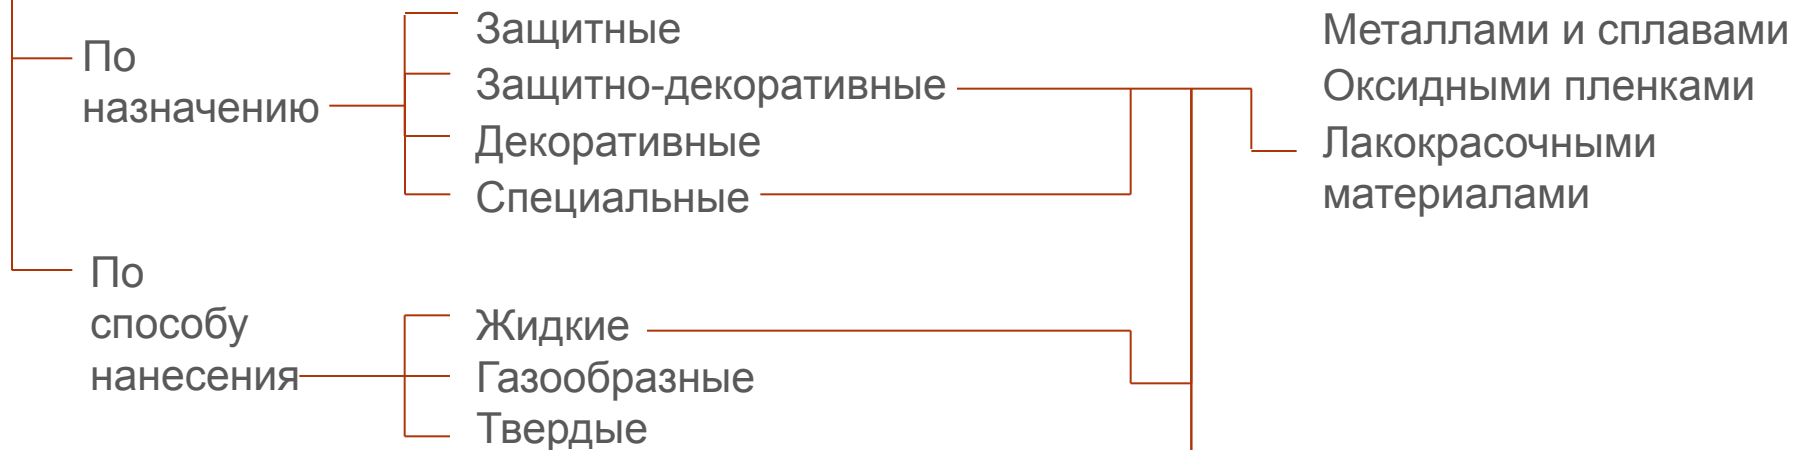 По
назначению
Защитные
Защитно-декоративные
Декоративные
Специальные
Металлами и сплавами
Оксидными пленками
Лакокрасочными
материалами
По
способу
нанесения
Жидкие
Газообразные
Твердые